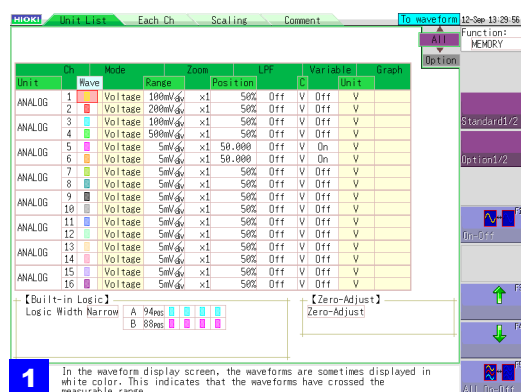 HIOKI Unit List Each Ch Scaling Comment To waveform 12-Sep 13:29:56
Function:
MEMORY
All
Option
Ch Mode Zoom LPF Variable Graph
Unit Wave Range Position C Unit
ANALOG 1 Voltage 100mV/div ×1 50% Off V Off V
2 Voltage 200mV/div ×1 50% Off V Off V
ANALOG 3 Voltage 100mV/div ×1 50% Off V Off V
4 Voltage 500mV/div ×1 50% Off V Off V
ANALOG 5 Voltage 5mV/div ×1 50.000 Off V On V
6 Voltage 5mV/div ×1 50.000 Off V On V
ANALOG 7 Voltage 5mV/div ×1 50% Off V Off V
8 Voltage 5mV/div ×1 50% Off V Off V
ANALOG 9 Voltage 5mV/div ×1 50% Off V Off V
10 Voltage 5mV/div ×1 50% Off V Off V
ANALOG 11 Voltage 5mV/div ×1 50% Off V Off V
12 Voltage 5mV/div ×1 50% Off V Off V
ANALOG 13 Voltage 5mV/div ×1 50% Off V Off V
14 Voltage 5mV/div ×1 50% Off V Off V
ANALOG 15 Voltage 5mV/div ×1 50% Off V Off V
16 Voltage 5mV/div ×1 50% Off V Off V
Standard1/2
Option1/2
On-Off
【Built-in Logic】 【Zero-Adjust】
Logic Width Narrow A 94POS Zero-Adjust
B 88POS
1
In the waveform display screen, the waveforms are sometimes displayed in
white color. This indicates that the waveforms have crossed the
measurable range
All On-Off